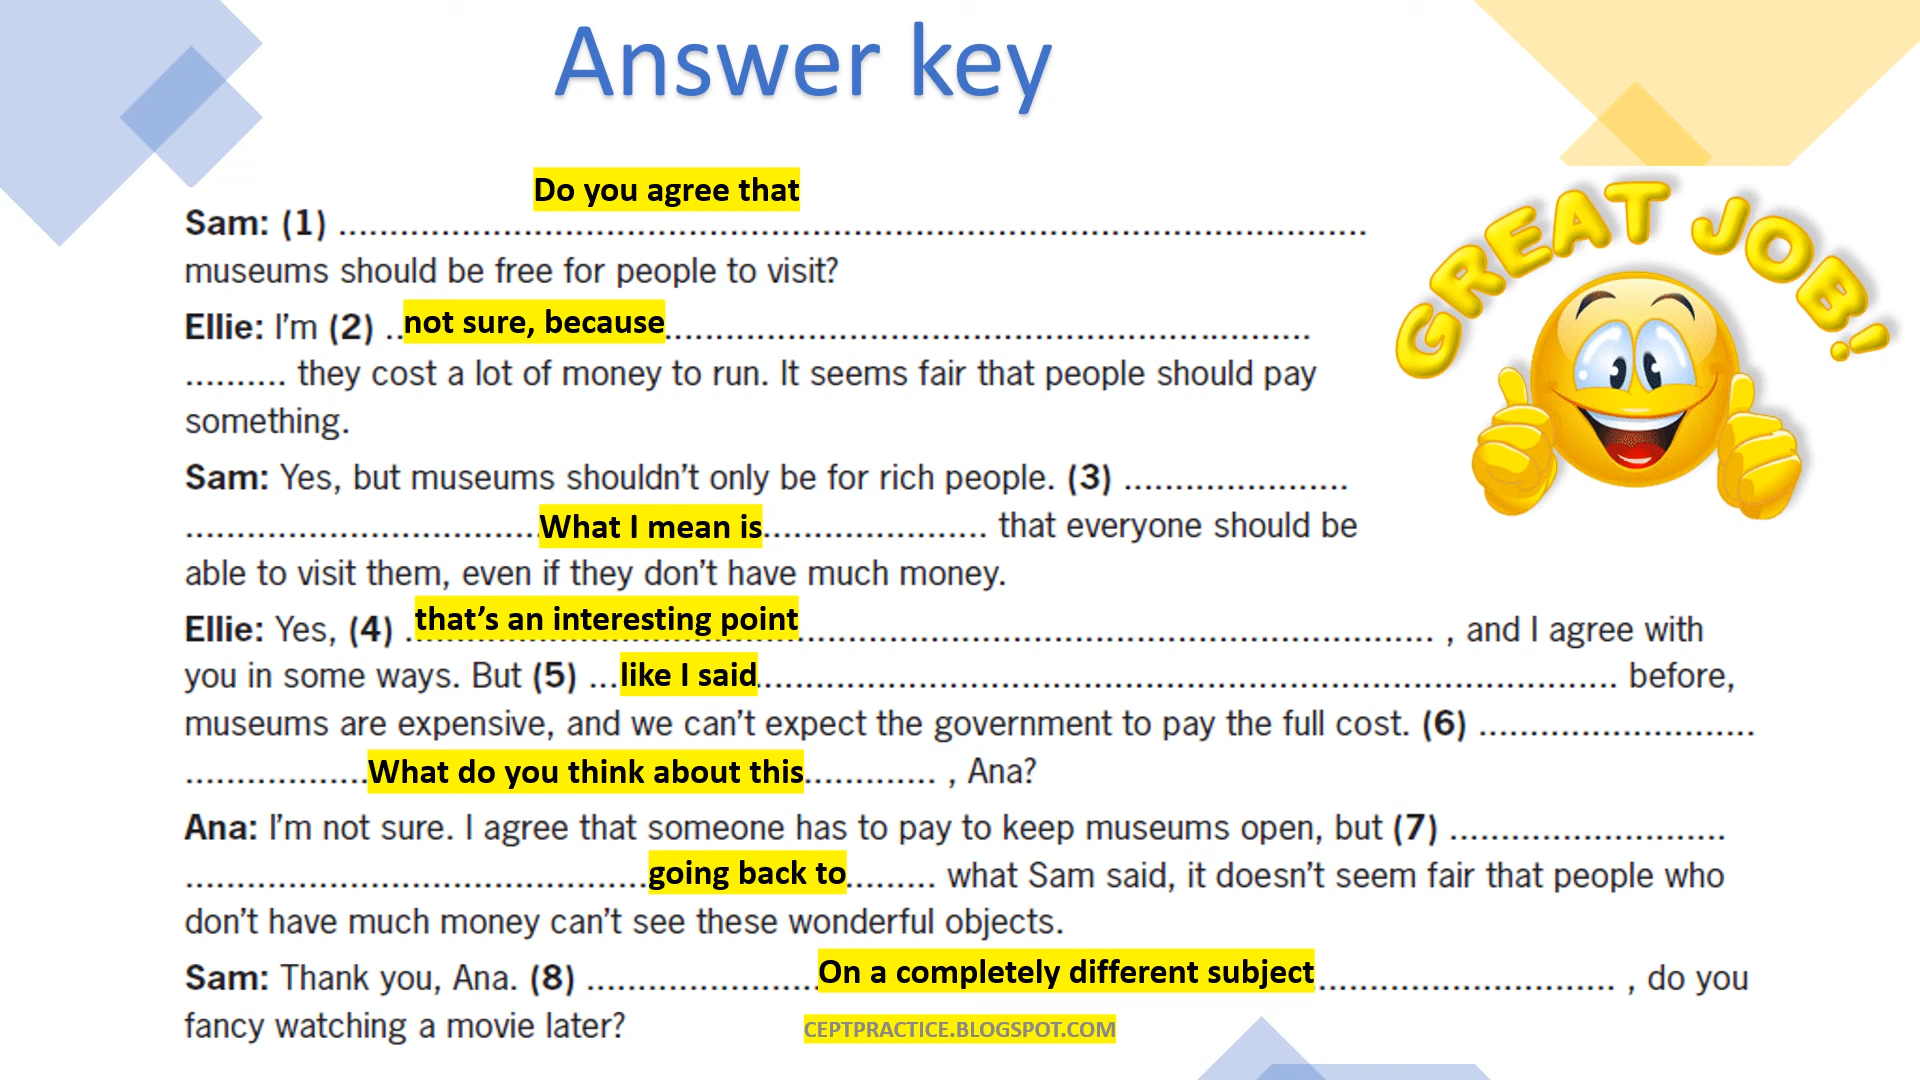 Answer key
Do you agree that
Sam: (1) ....................................................................................................
museums should be free for people to visit?
Ellie: I'm (2) ..not sure, because...............................................................
.......... they cost a lot of money to run. It seems fair that people should pay
something.
Sam: Yes, but museums shouldn't only be for rich people. (3) ......................
..................................What I mean is...................... that everyone should be
able to visit them, even if they don't have much money.
Ellie: Yes, (4) .that's an interesting point.............................................................. , and I agree with
you in some ways. But (5) ...like I said.................................................................................... before,
museums are expensive, and we can't expect the government to pay the full cost. (6) ...........................
..................What do you think about this............. , Ana?
Ana: I'm not sure. I agree that someone has to pay to keep museums open, but (7) ...........................
.............................................going back to......... what Sam said, it doesn't seem fair that people who
don't have much money can't see these wonderful objects.
Sam: Thank you, Ana. (8) .......................On a completely different subject............................. , do you
fancy watching a movie later?
CEPTPRACTICE.BLOGSPOT.COM
GREAT JOB!